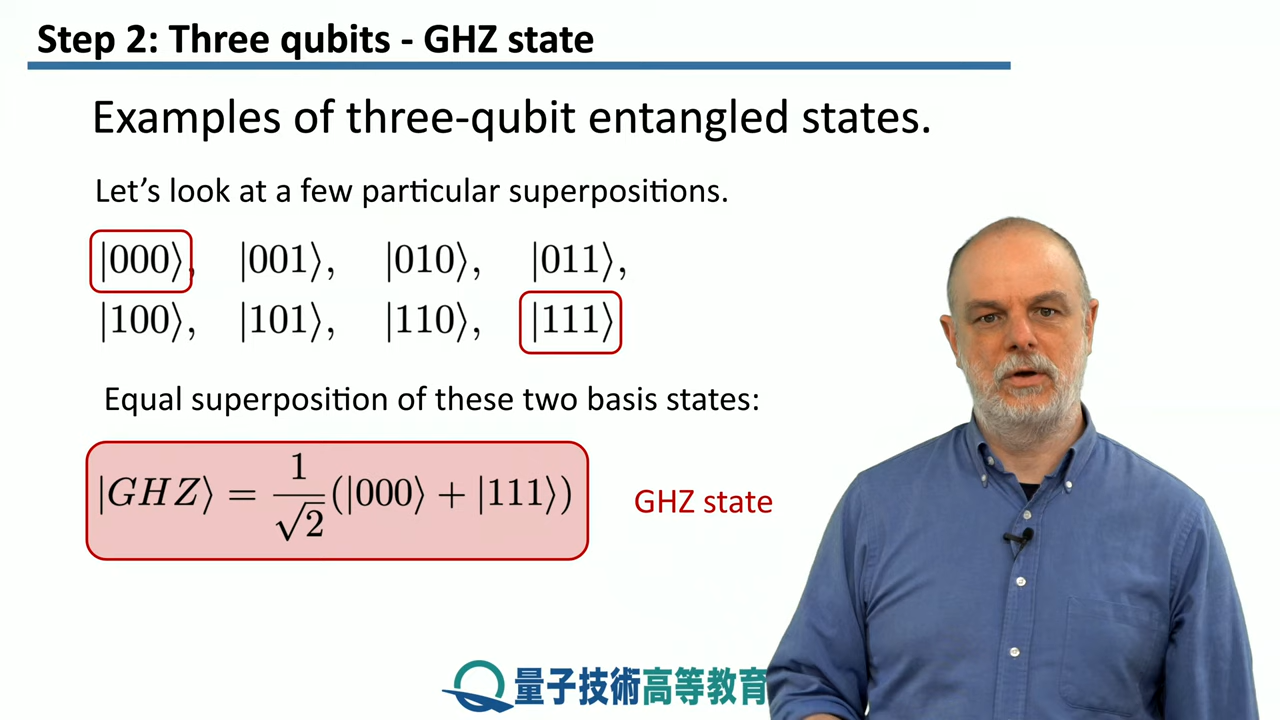 Step 2: Three qubits - GHZ state
Examples of three-qubit entangled states.
Let's look at a few particular superpositions.
|000⟩, |001⟩, |010⟩, |011⟩,
|100⟩, |101⟩, |110⟩, |111⟩
Equal superposition of these two basis states:
|GHZ⟩ = 1/√2 (|000⟩ + |111⟩)
GHZ state
量子技術高等教育